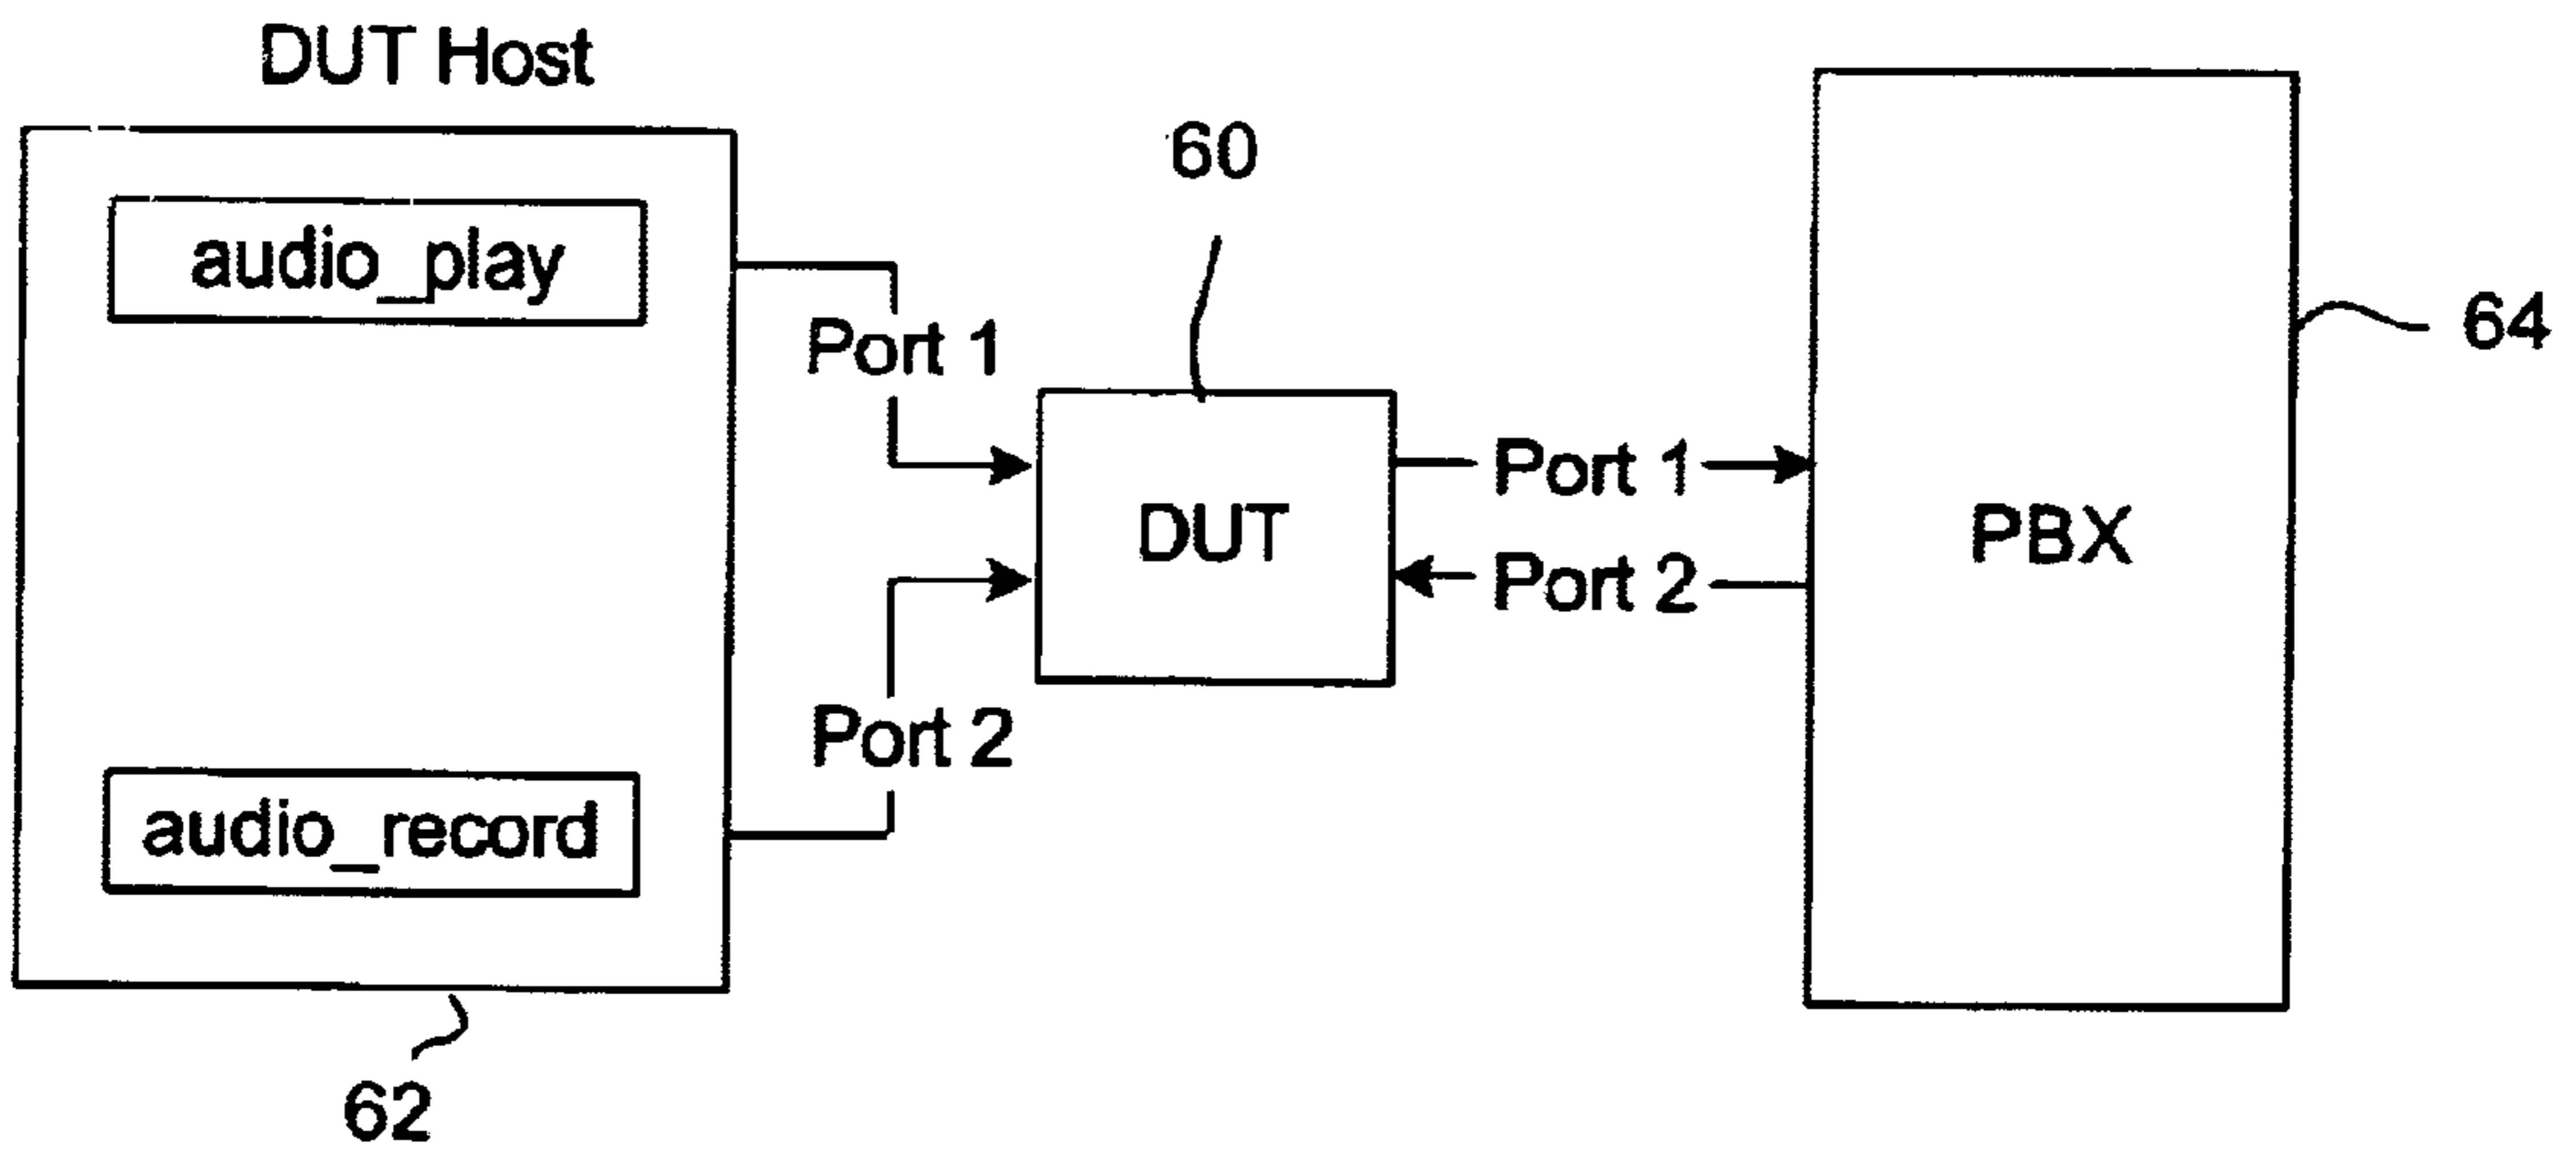 DUT Host
60
audio_play
64
Port 1
Port 1
DUT
PBX
Port 2
Port 2
audio_record
62